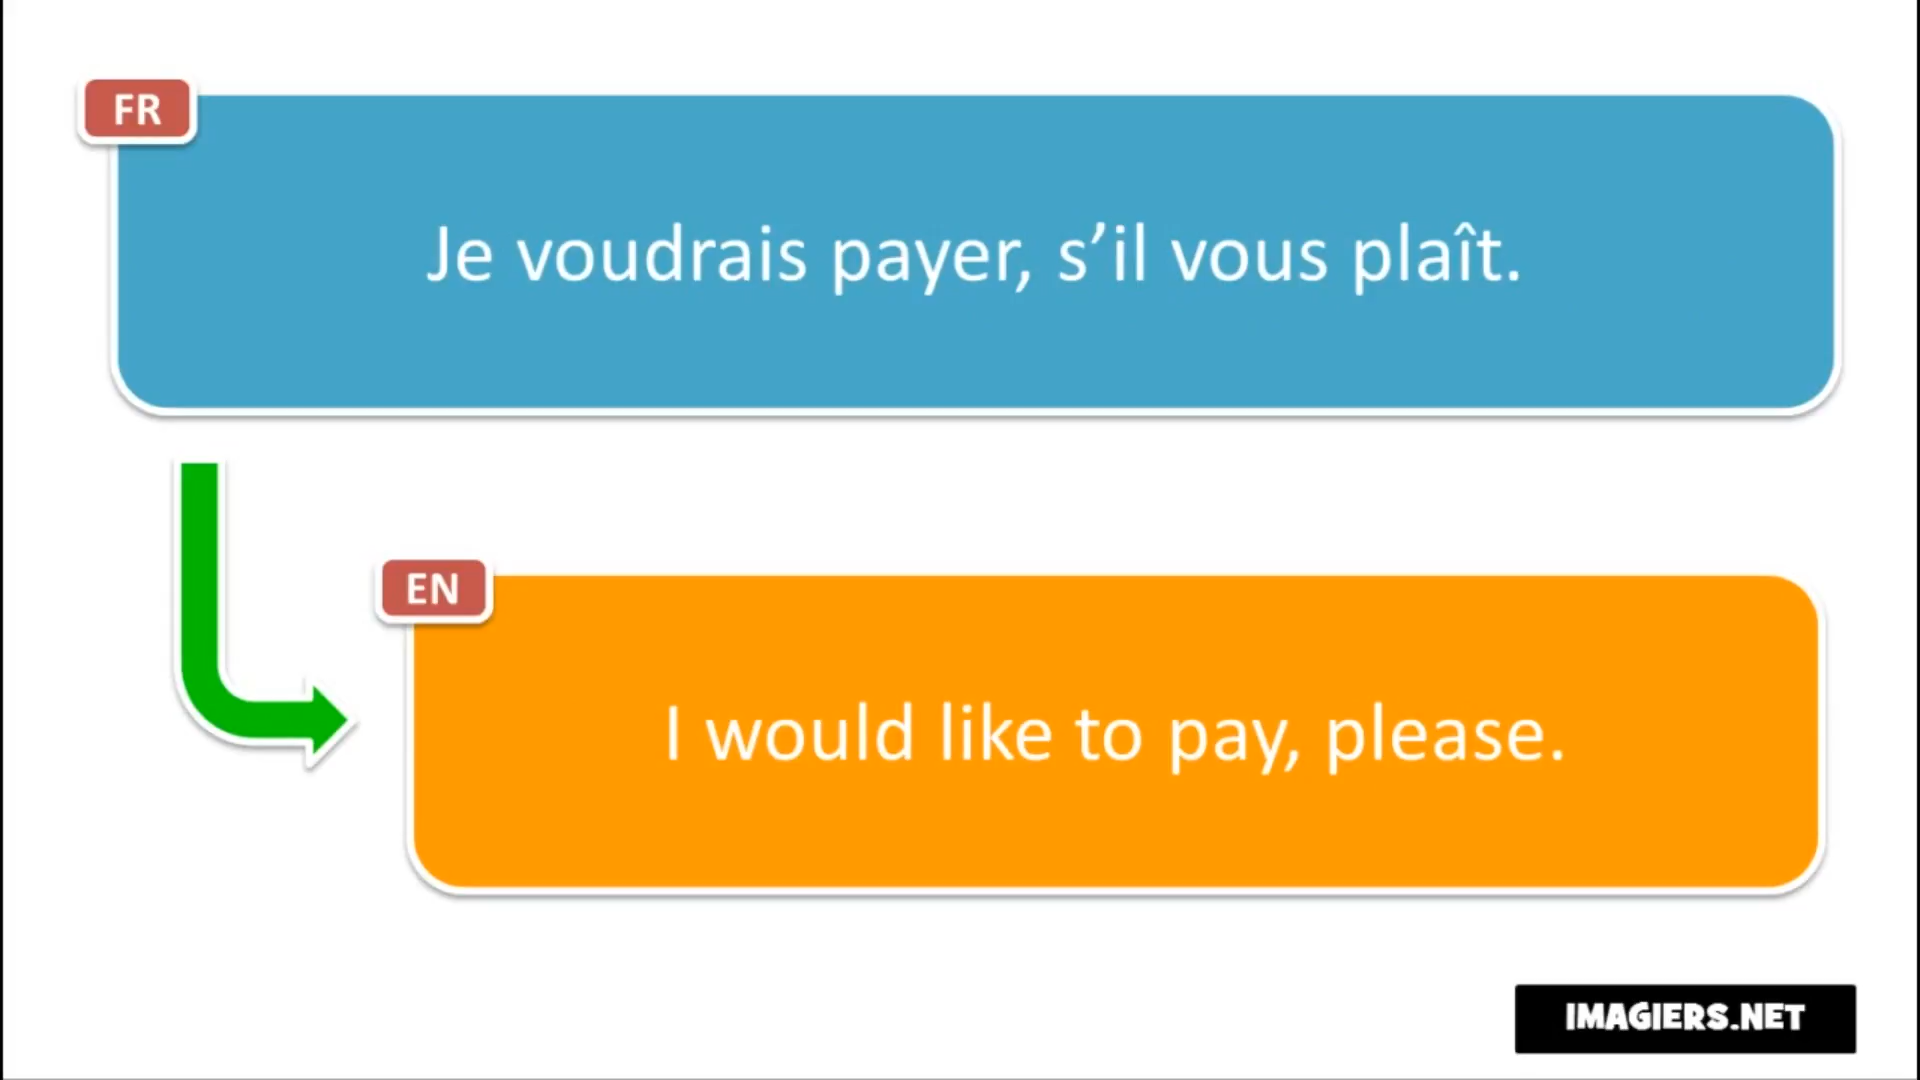 FR
Je voudrais payer, s’il vous plaît.
EN
I would like to pay, please.
IMAGIERS.NET